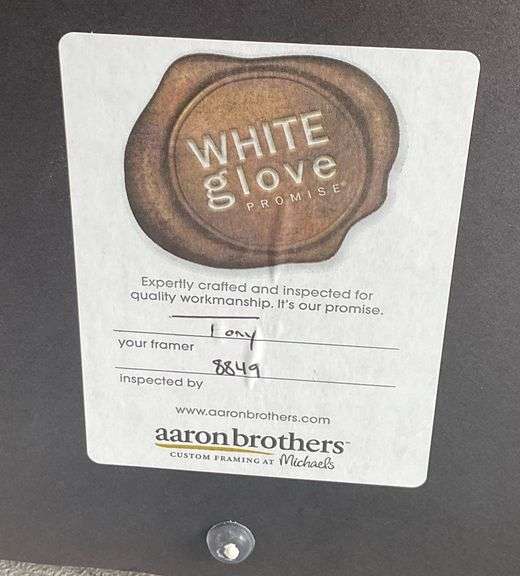 WHITE
glove
PROMISE®
Expertly crafted and inspected for
quality workmanship. It's our promise.
Tony
your framer
8849
inspected by
www.aaronbrothers.com
aaronbrothers™
CUSTOM FRAMING AT Michaels